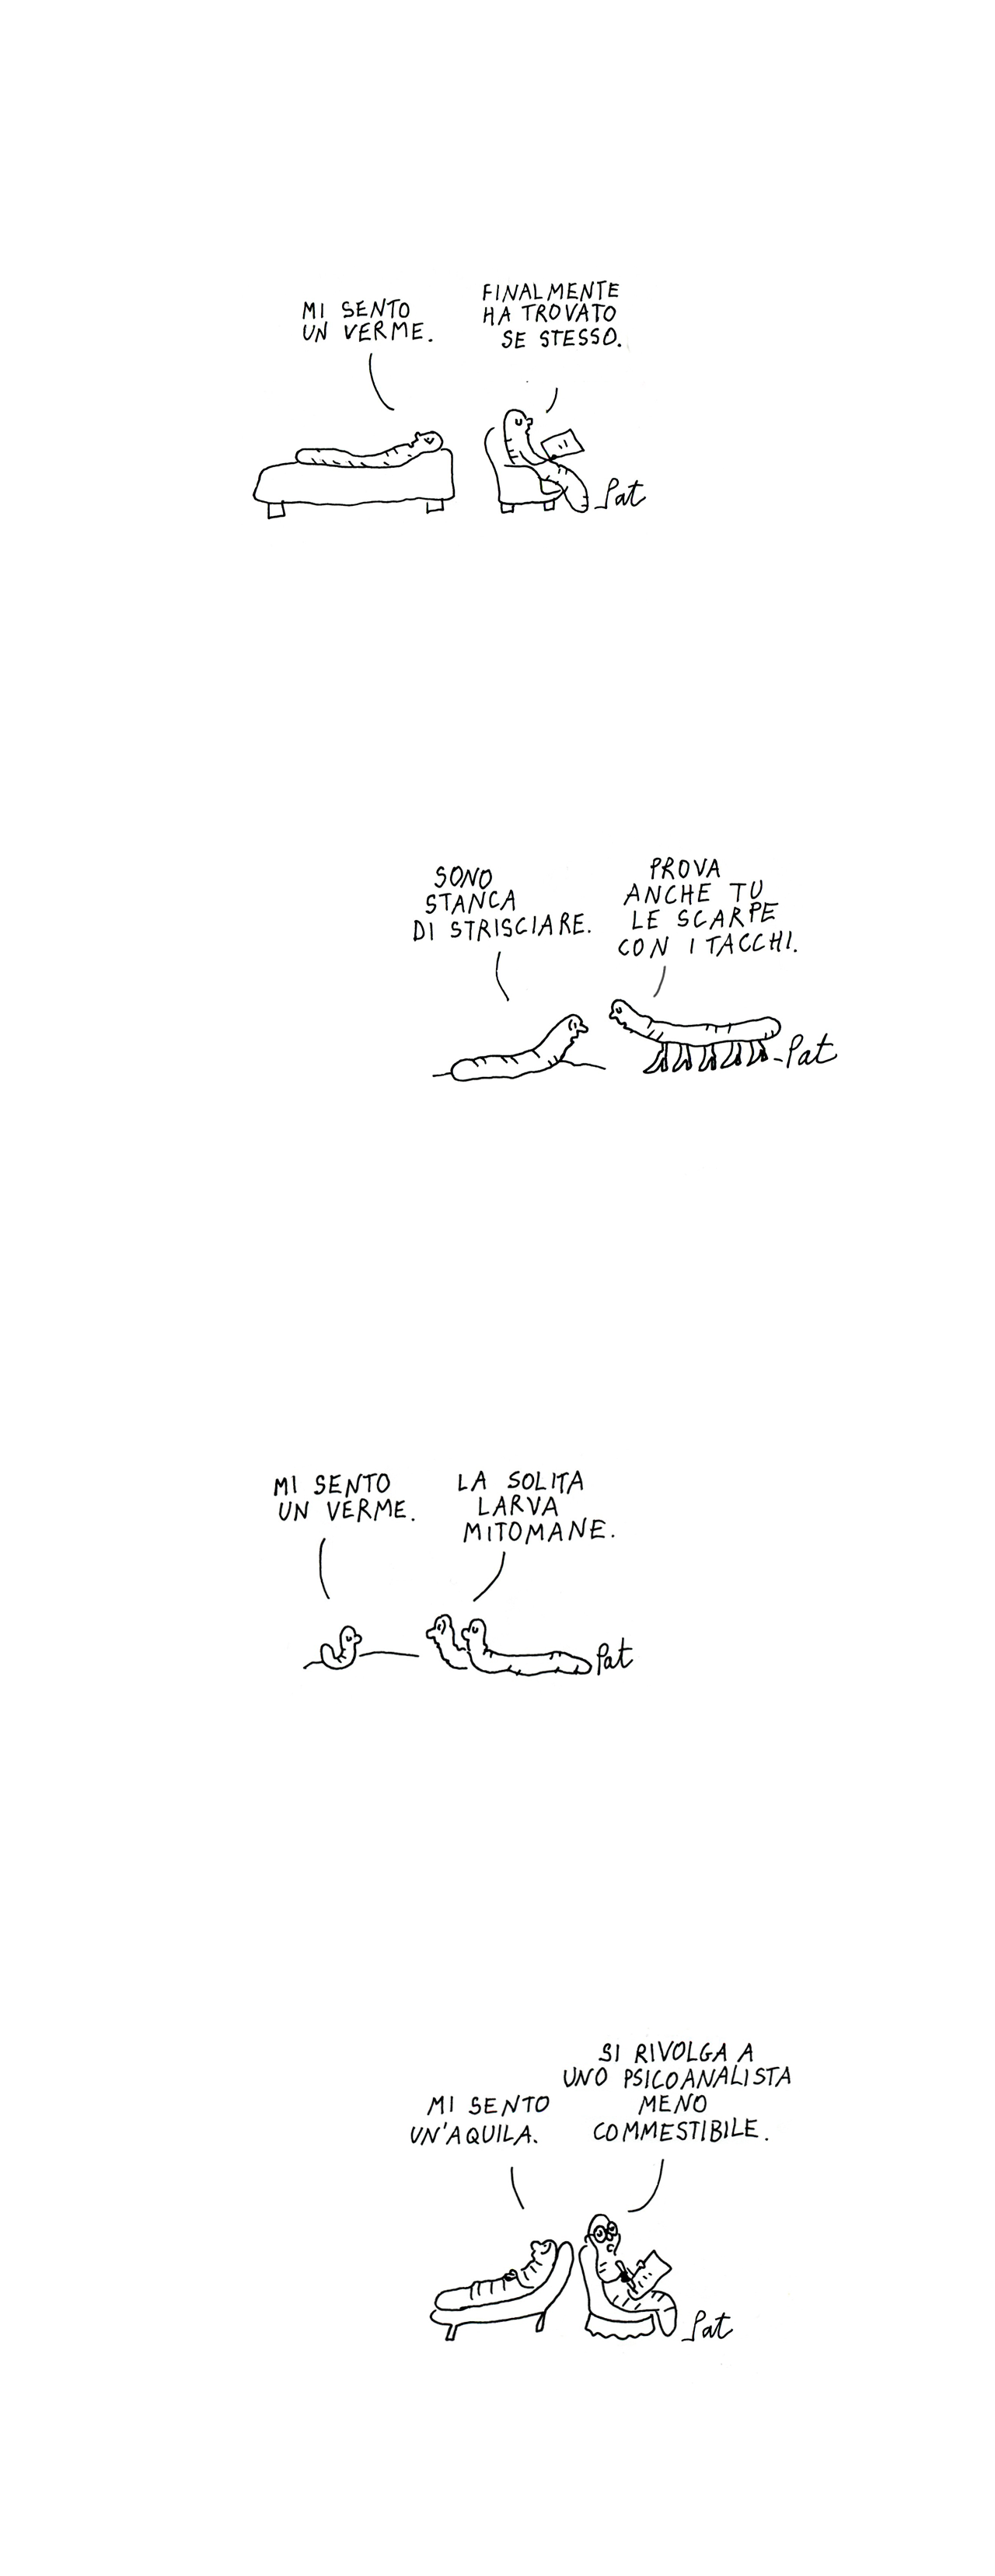 MI SENTO
UN VERME.
FINALMENTE
HA TROVATO
SE STESSO.
Pat
SONO
STANCA
DI STRISCIARE.
PROVA
ANCHE TU
LE SCARPE
CON I TACCHI.
Pat
MI SENTO
UN VERME.
LA SOLITA
LARVA
MITOMANE.
Pat
MI SENTO
UN'AQUILA.
SI RIVOLGA A
UNO PSICOANALISTA
MENO
COMMESTIBILE.
Pat